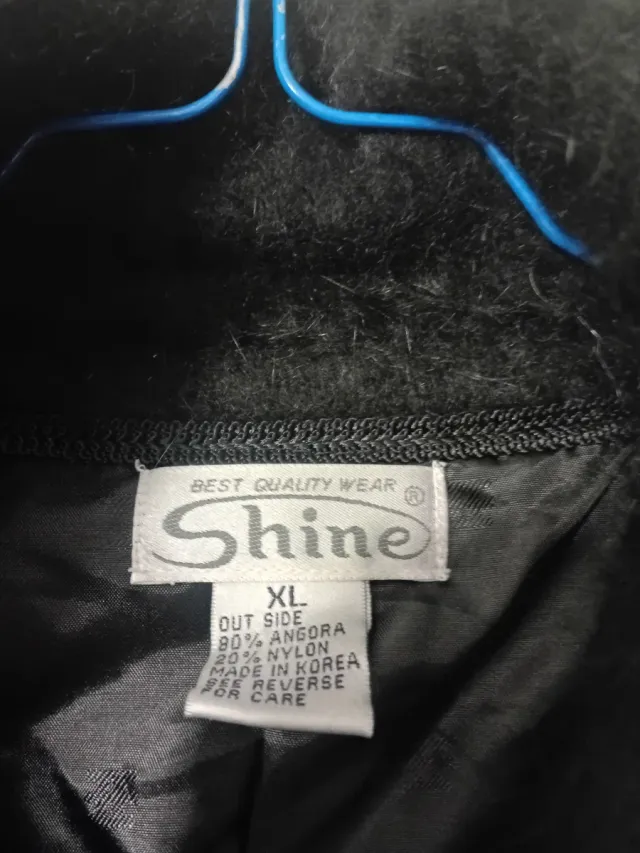 BEST QUALITY WEAR ®
Shine
XL
OUT SIDE
80% ANGORA
20% NYLON
MADE IN KOREA
SEE REVERSE
FOR CARE